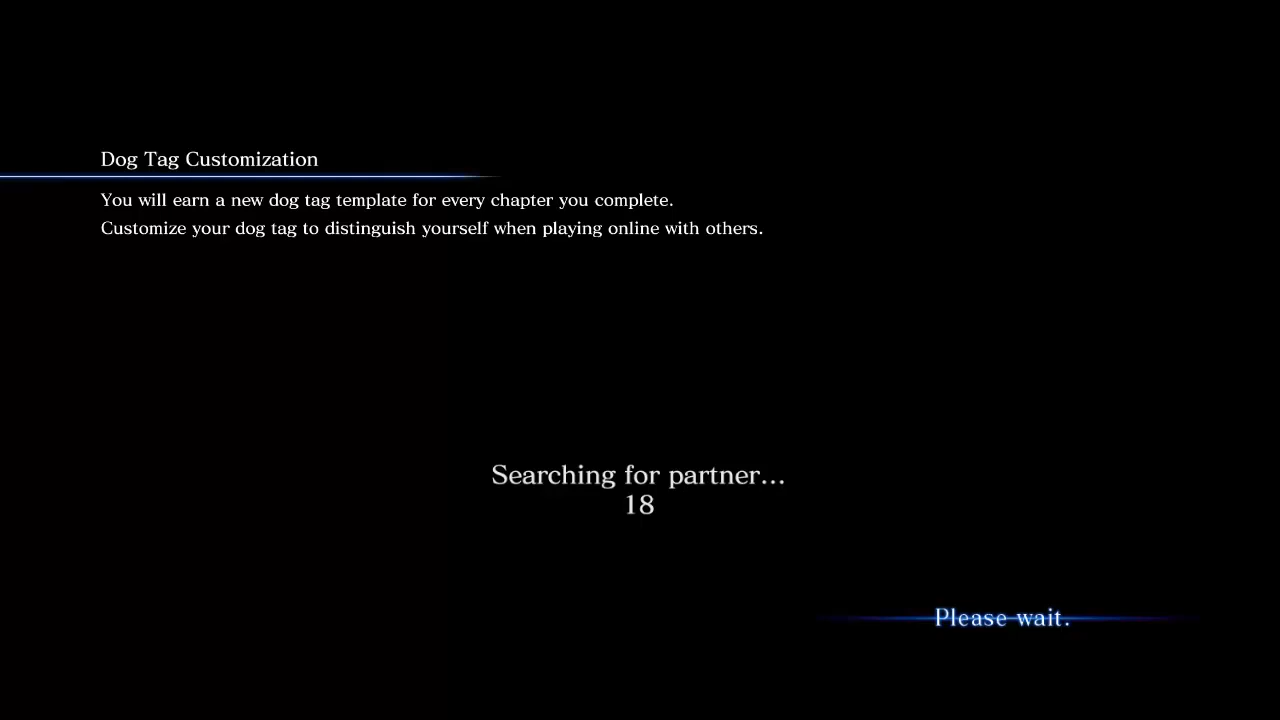 Dog Tag Customization
You will earn a new dog tag template for every chapter you complete.
Customize your dog tag to distinguish yourself when playing online with others.
Searching for partner...
18
Please wait.